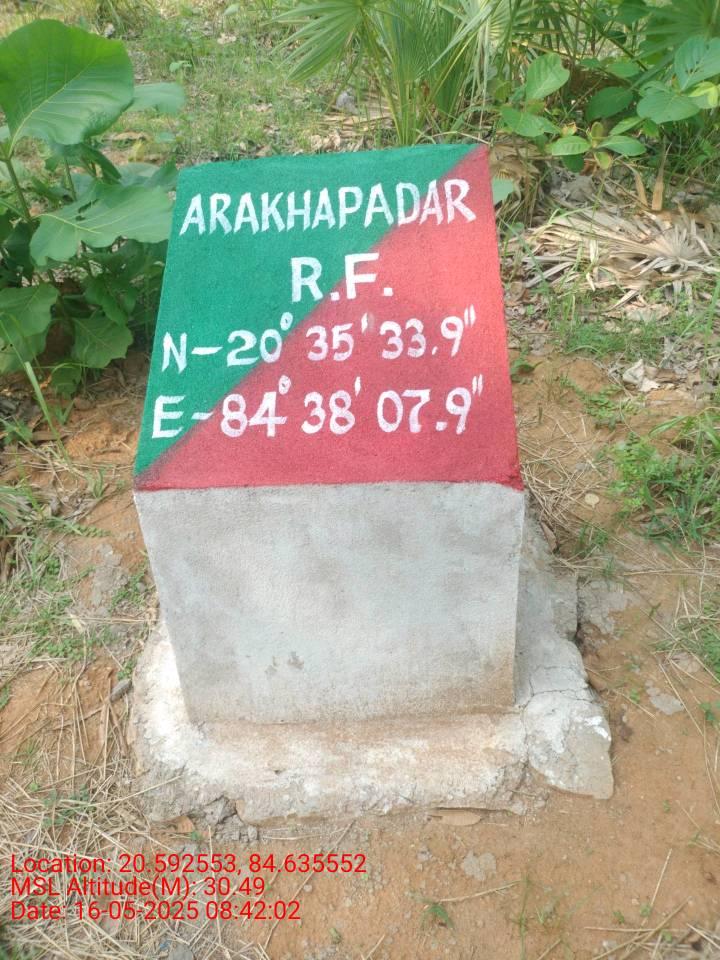 ARAKHAPADAR
R.F.
N-20° 35' 33.9"
E-84° 38' 07.9"
Location: 20.592553, 84.635552
MSL Altitude(M): 30.49
Date: 16-05-2025 08:42:02